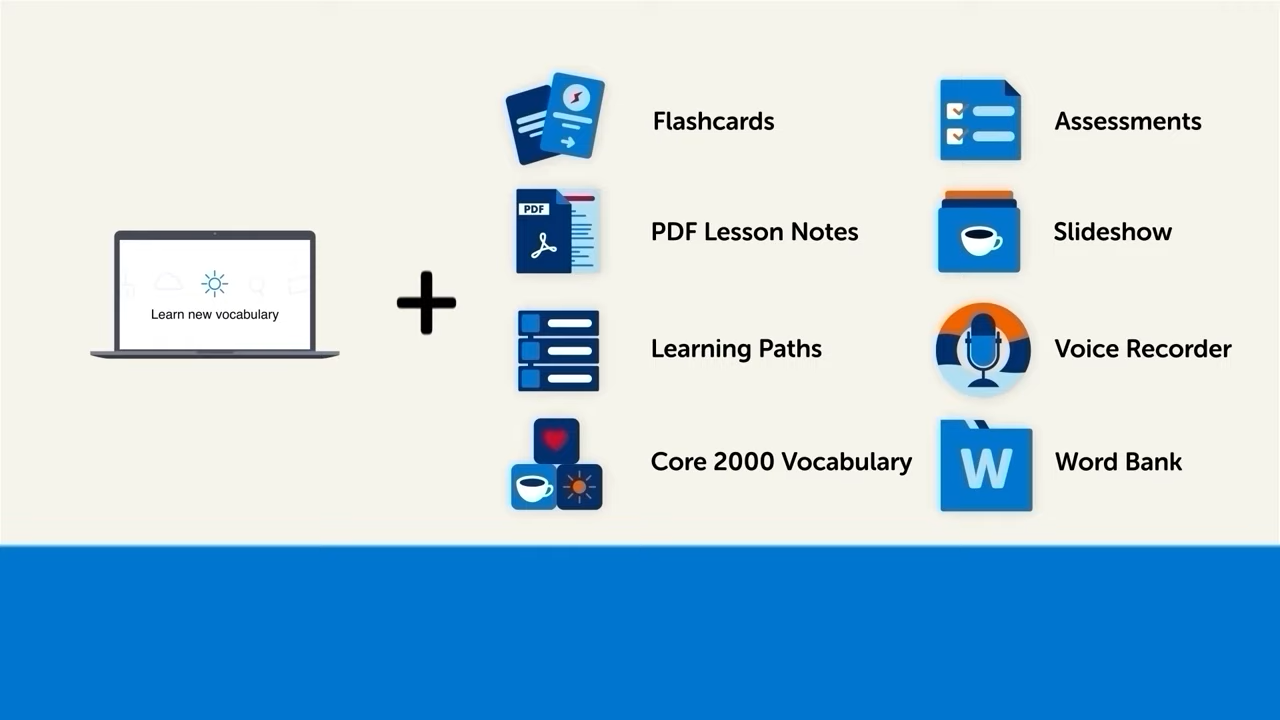 Learn new vocabulary
Flashcards
PDF
PDF Lesson Notes
Learning Paths
Core 2000 Vocabulary
Assessments
Slideshow
Voice Recorder
W
Word Bank